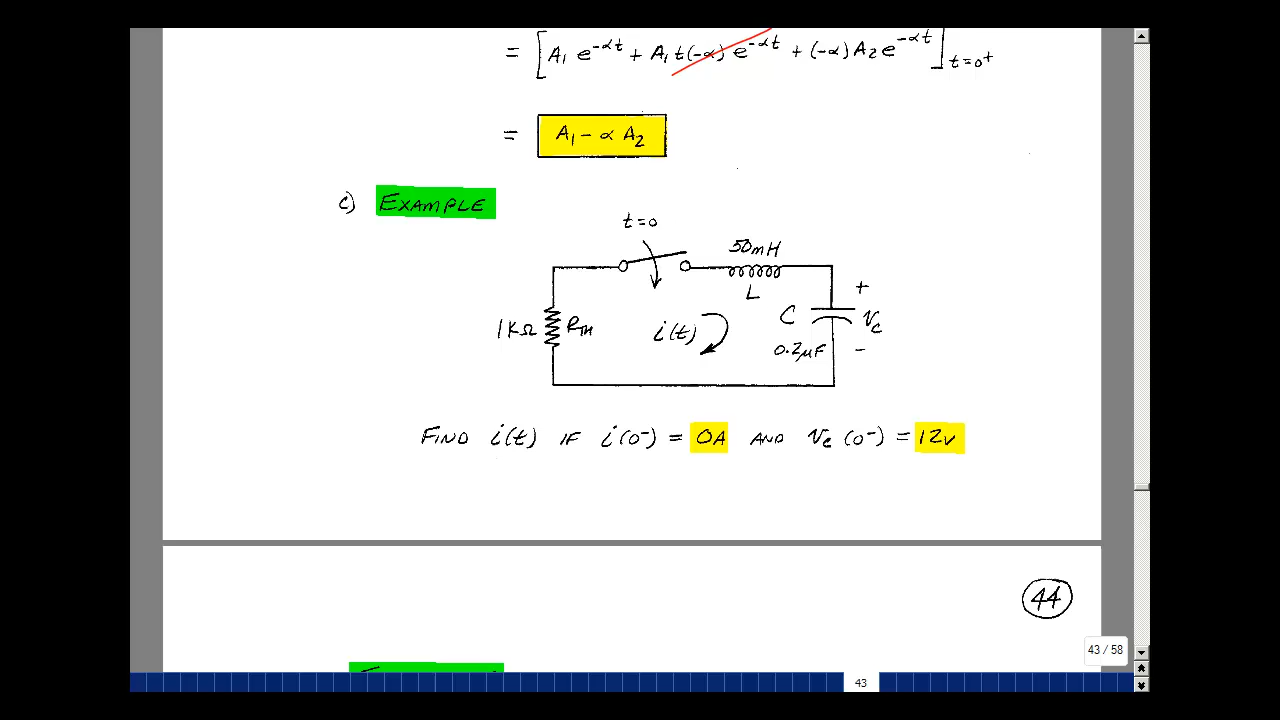 = [A₁ e^-αt + A₁ t(-α) e^-αt + (-α) A₂ e^-αt] t=0⁺
= A₁ - α A₂
c) EXAMPLE
t=0
50mH
L
+
1KΩ R_TH
i(t)
C
V_C
0.2μF
-
FIND i(t) IF i(0⁻) = 0A AND V_C (0⁻) = 12V
44
43 / 58
43